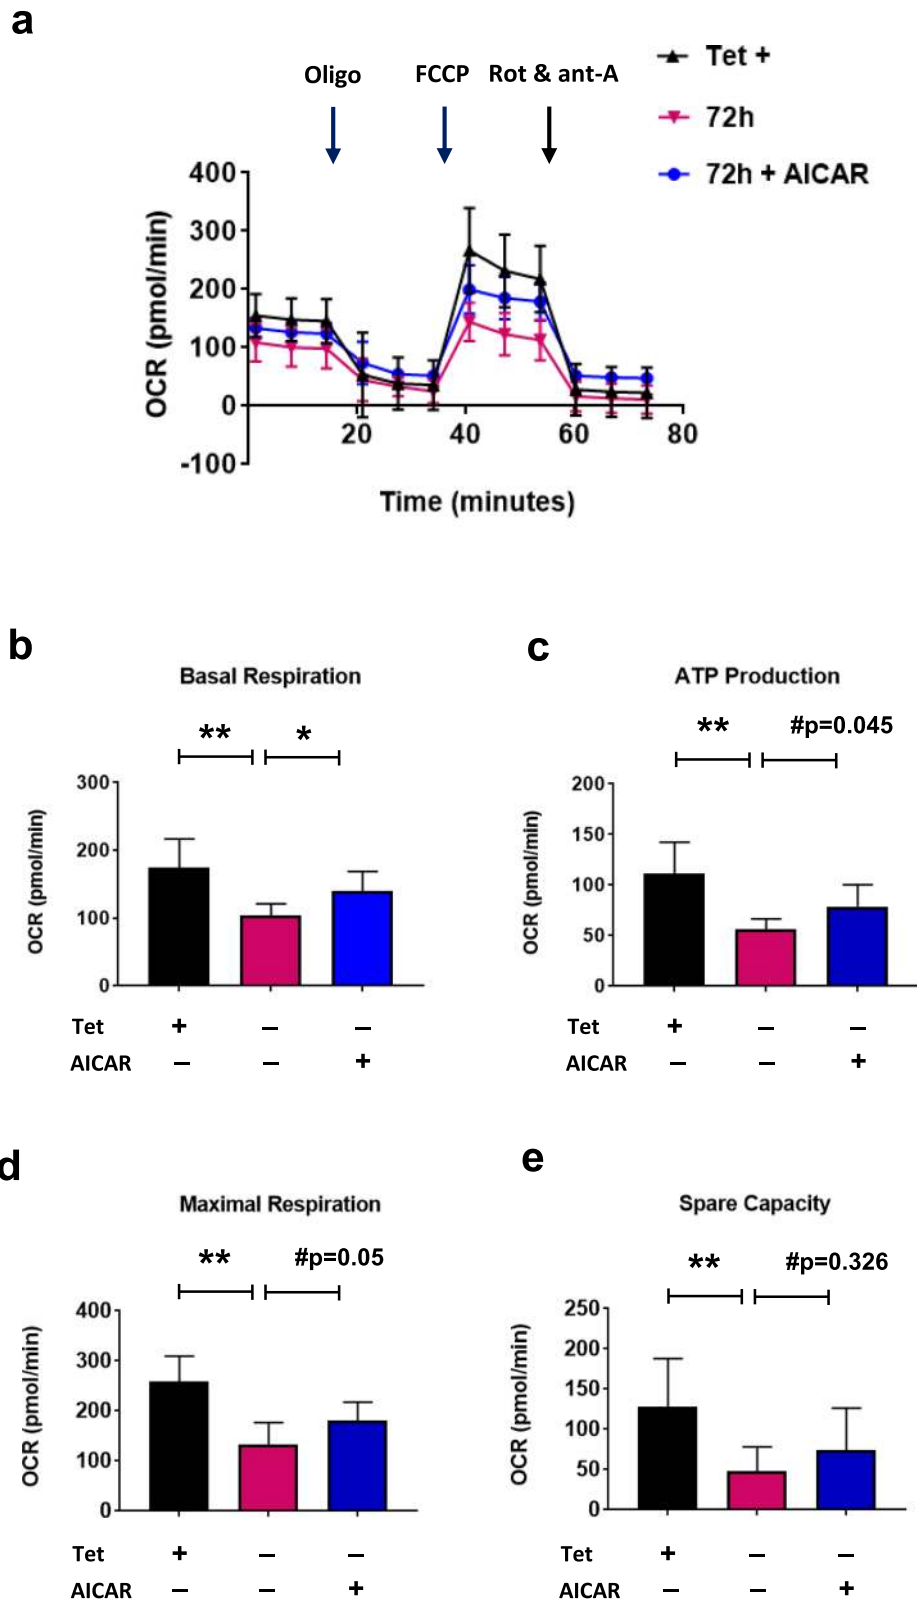 a
Oligo FCCP Rot & ant-A
Tet +
72h
72h + AICAR
400
300
200
100
0
-100
20 40 60 80
OCR (pmol/min)
Time (minutes)
b
Basal Respiration
** *
300
200
100
0
OCR (pmol/min)
Tet + – –
AICAR – – +
c
ATP Production
** #p=0.045
200
150
100
50
0
OCR (pmol/min)
Tet + – –
AICAR – – +
d
Maximal Respiration
** #p=0.05
400
300
200
100
0
OCR (pmol/min)
Tet + – –
AICAR – – +
e
Spare Capacity
** #p=0.326
250
200
150
100
50
0
OCR (pmol/min)
Tet + – –
AICAR – – +